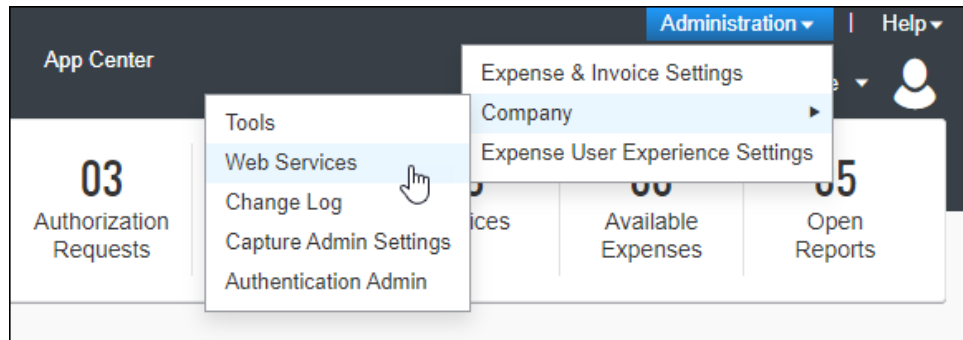 Administration ▾ | Help ▾
App Center
Expense & Invoice Settings
Company
Expense User Experience Settings
Tools
Web Services
Change Log
Capture Admin Settings
Authentication Admin
03
Authorization
Requests
Available
Expenses
05
Open
Reports